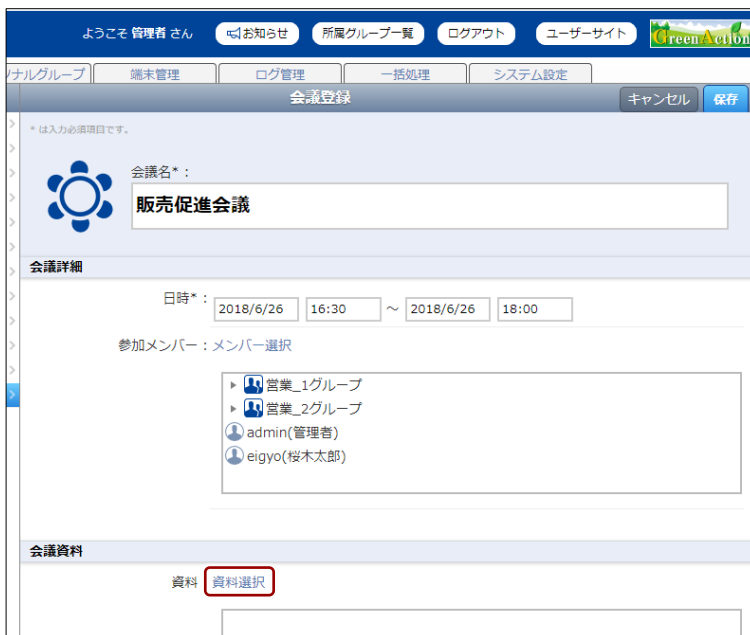 ようこそ 管理者 さん お知らせ 所属グループ一覧 ログアウト ユーザーサイト GreenAction
ソナルグループ 端末管理 ログ管理 一括処理 システム設定
会議登録 キャンセル 保存
* は入力必須項目です。
会議名*：
販売促進会議
会議詳細
日時*： 2018/6/26 16:30 ～ 2018/6/26 18:00
参加メンバー：メンバー選択
営業_1グループ
営業_2グループ
admin(管理者)
eigyo(桜木太郎)
会議資料
資料 資料選択